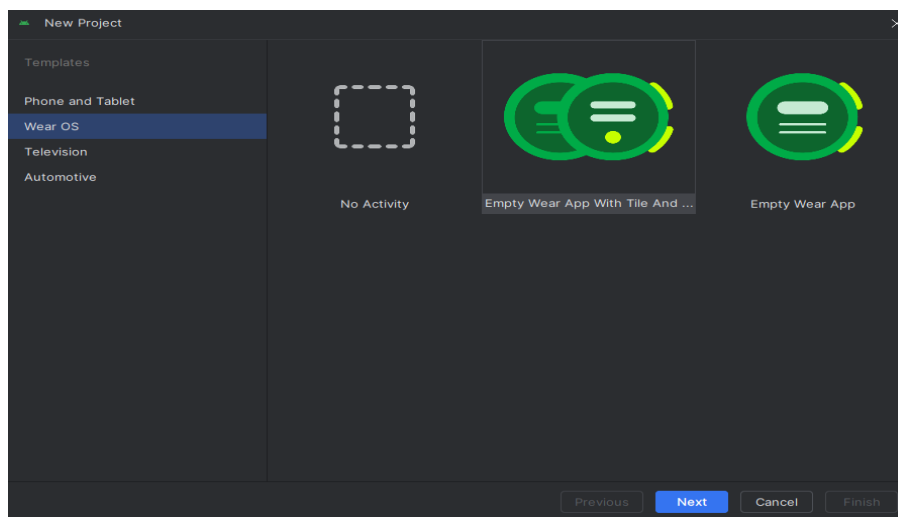 New Project
Templates
Phone and Tablet
Wear OS
Television
Automotive
No Activity
Empty Wear App With Tile And ...
Empty Wear App
Previous
Next
Cancel
Finish